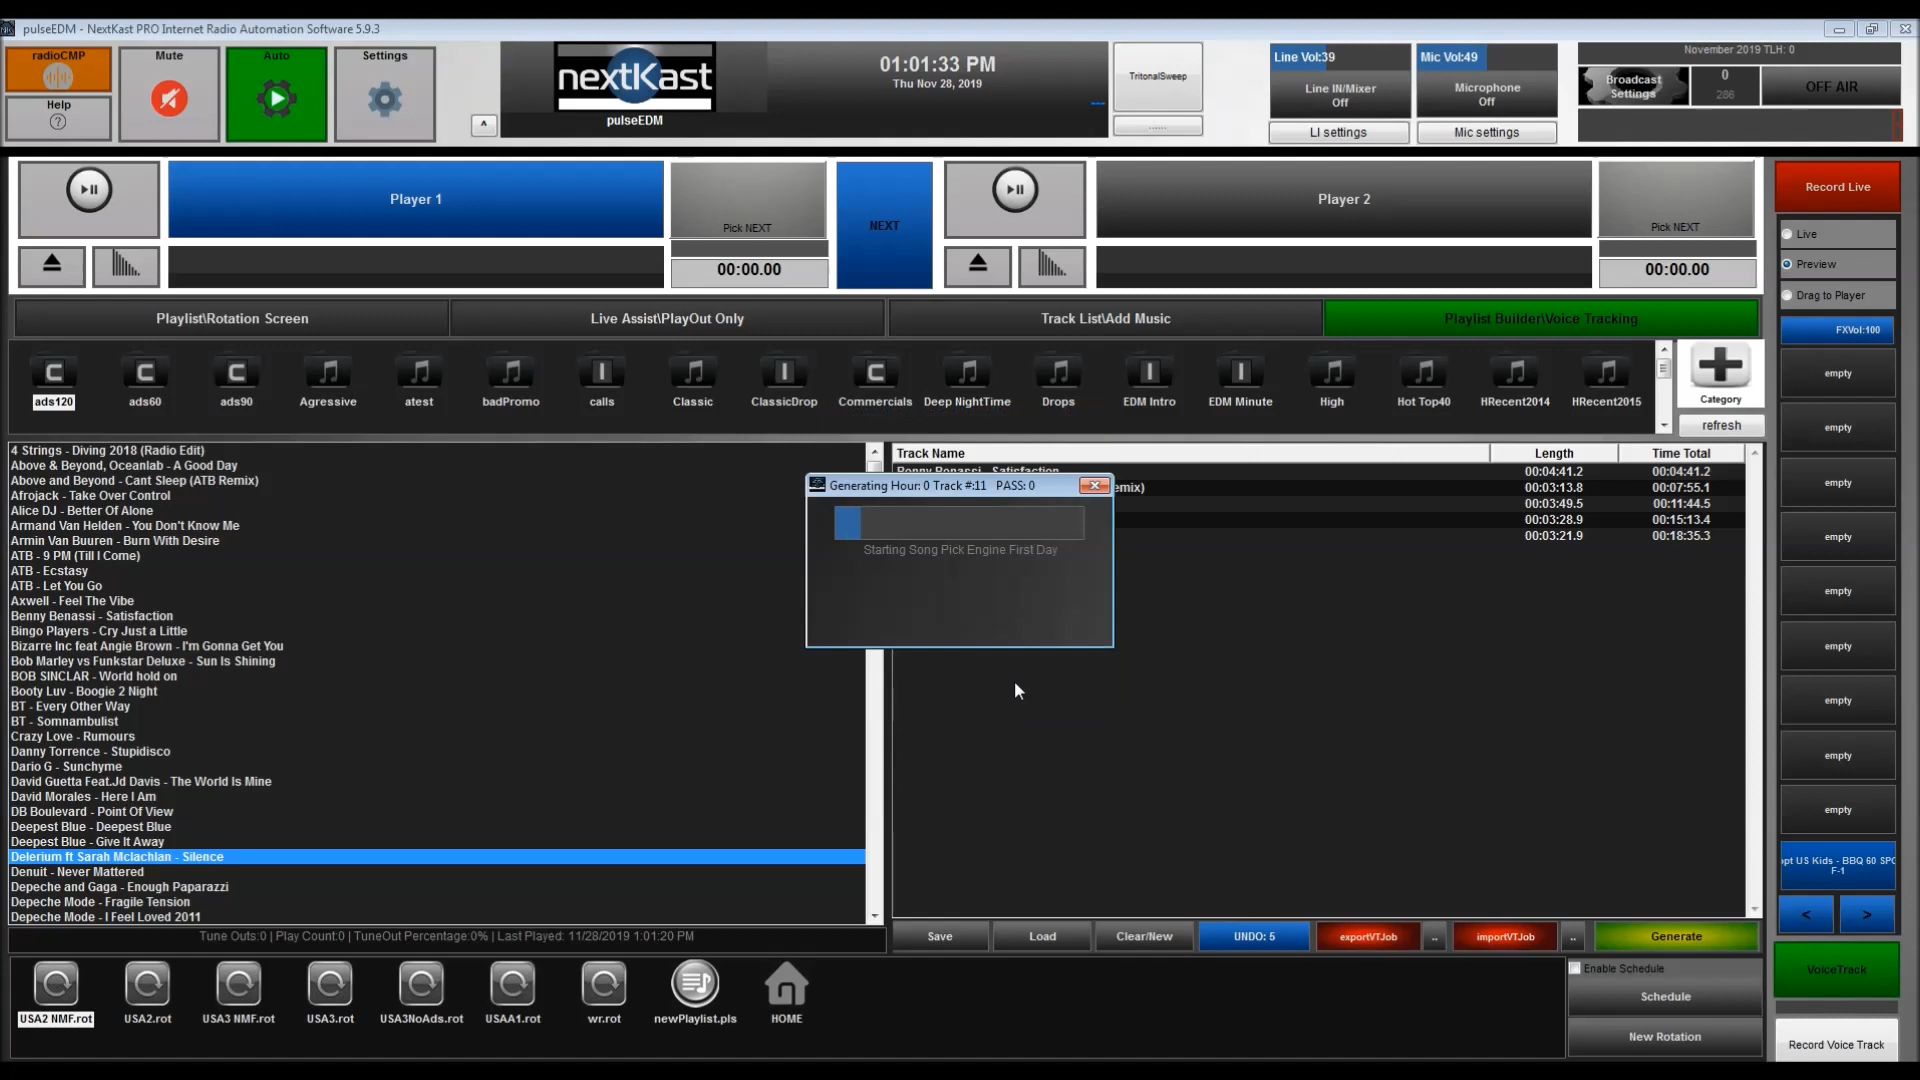 pulseEDM - NextKast PRO Internet Radio Automation Software 5.9.3
radioCMP
Help
Mute
Auto
Settings
^
nextKast
pulseEDM
01:01:33 PM
Thu Nov 28, 2019
TritonalSweep
......
Line Vol:39
Line IN/Mixer
Off
LI settings
Mic Vol:49
Microphone
Off
Mic settings
November 2019 TLH: 0
Broadcast
Settings
0
286
OFF AIR
Player 1
Pick NEXT
00:00.00
NEXT
Player 2
Pick NEXT
00:00.00
Record Live
Live
Preview
Drag to Player
FXVol:100
empty
empty
empty
empty
empty
empty
empty
empty
empty
opt US Kids - BBQ 60 SPO
F-1
<
>
VoiceTrack
Record Voice Track
Playlist\Rotation Screen
Live Assist\PlayOut Only
Track List\Add Music
Playlist Builder\Voice Tracking
ads120
ads60
ads90
Agressive
atest
badPromo
calls
Classic
ClassicDrop
Commercials
Deep NightTime
Drops
EDM Intro
EDM Minute
High
Hot Top40
HRecent2014
HRecent2015
Category
refresh
4 Strings - Diving 2018 (Radio Edit)
Above & Beyond, Oceanlab - A Good Day
Above and Beyond - Cant Sleep (ATB Remix)
Afrojack - Take Over Control
Alice DJ - Better Of Alone
Armand Van Helden - You Don't Know Me
Armin Van Buuren - Burn With Desire
ATB - 9 PM (Till I Come)
ATB - Ecstasy
ATB - Let You Go
Axwell - Feel The Vibe
Benny Benassi - Satisfaction
Bingo Players - Cry Just a Little
Bizarre Inc feat Angie Brown - I'm Gonna Get You
Bob Marley vs Funkstar Deluxe - Sun Is Shining
BOB SINCLAR - World hold on
Booty Luv - Boogie 2 Night
BT - Every Other Way
BT - Somnambulist
Crazy Love - Rumours
Danny Torrence - Stupidisco
Dario G - Sunchyme
David Guetta Feat.Jd Davis - The World Is Mine
David Morales - Here I Am
DB Boulevard - Point Of View
Deepest Blue - Deepest Blue
Deepest Blue - Give It Away
Delerium ft Sarah Mclachlan - Silence
Denuit - Never Mattered
Depeche and Gaga - Enough Paparazzi
Depeche Mode - Fragile Tension
Depeche Mode - I Feel Loved 2011
Tune Outs:0 | Play Count:0 | TuneOut Percentage:0% | Last Played: 11/28/2019 1:01:20 PM
Track Name Length Time Total
Benny Benassi - Satisfaction 00:04:41.2 00:04:41.2
emix) 00:03:13.8 00:07:55.1
00:03:49.5 00:11:44.5
00:03:28.9 00:15:13.4
00:03:21.9 00:18:35.3
Generating Hour: 0 Track #:11 PASS: 0
Starting Song Pick Engine First Day
Save
Load
Clear/New
UNDO: 5
exportVTJob
..
importVTJob
..
Generate
USA2 NMF.rot
USA2.rot
USA3 NMF.rot
USA3.rot
USA3NoAds.rot
USAA1.rot
wr.rot
newPlaylist.pls
HOME
Enable Schedule
Schedule
New Rotation